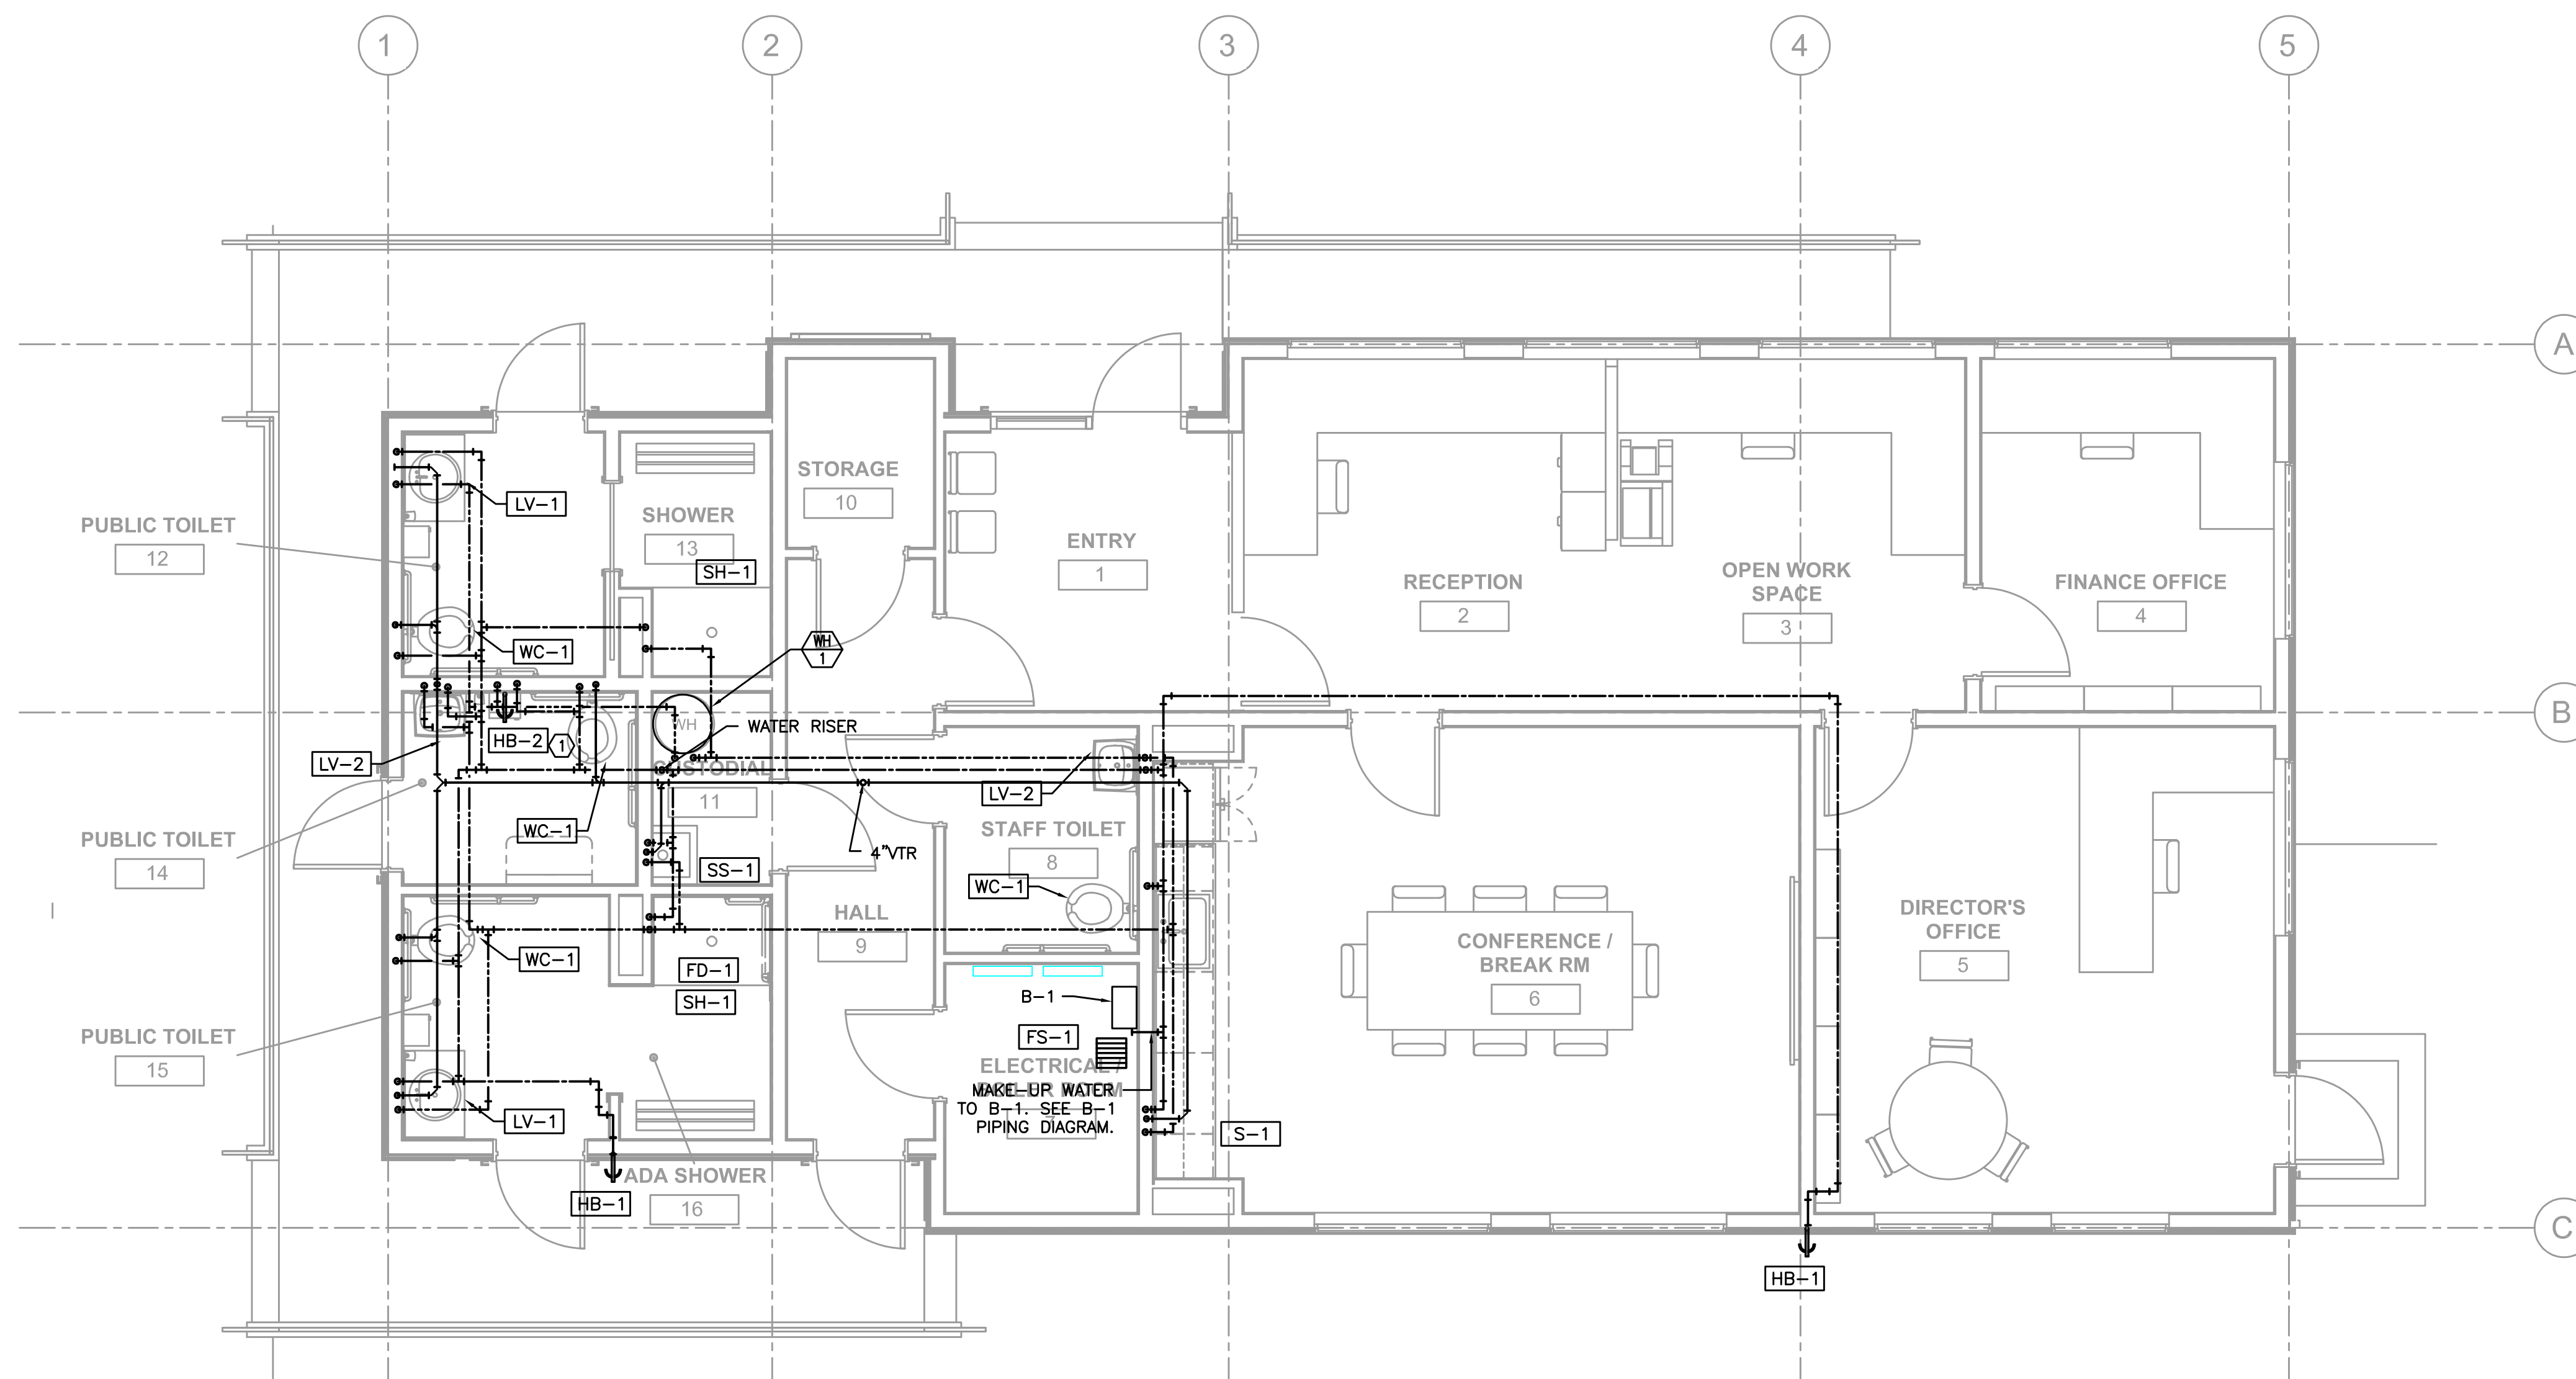 1
2
3
4
5
A
B
C
STORAGE
10
LV-1
SHOWER
13
SH-1
PUBLIC TOILET
12
ENTRY
1
RECEPTION
2
OPEN WORK
SPACE
3
FINANCE OFFICE
4
WC-1
WH
1
WH
WATER RISER
HB-2
1
LV-2
CUSTODIAL
11
LV-2
WC-1
STAFF TOILET
8
4"VTR
PUBLIC TOILET
14
SS-1
WC-1
HALL
9
DIRECTOR'S
OFFICE
5
CONFERENCE /
BREAK RM
6
WC-1
FD-1
SH-1
B-1
FS-1
PUBLIC TOILET
15
ELECTRICAL /
BOILER ROOM
7
MAKE-UP WATER
TO B-1. SEE B-1
PIPING DIAGRAM.
LV-1
S-1
ADA SHOWER
16
HB-1
HB-1